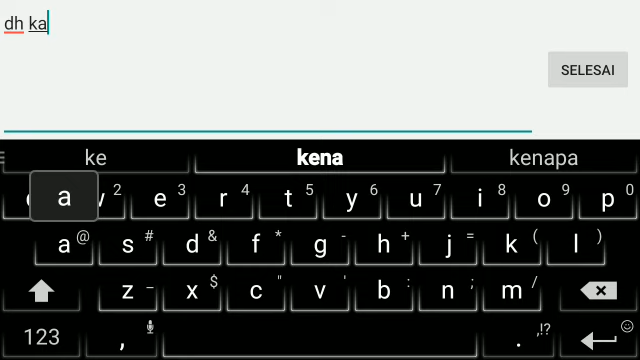 dh ka
SELESAI
ke kena kenapa
a 2 e 3 r 4 t 5 y 6 u 7 i 8 o 9 p 0
a @ s # d & f * g - h + j = k ( l )
z _ x $ c " v ' b : n ; m /
123 , . ,!?